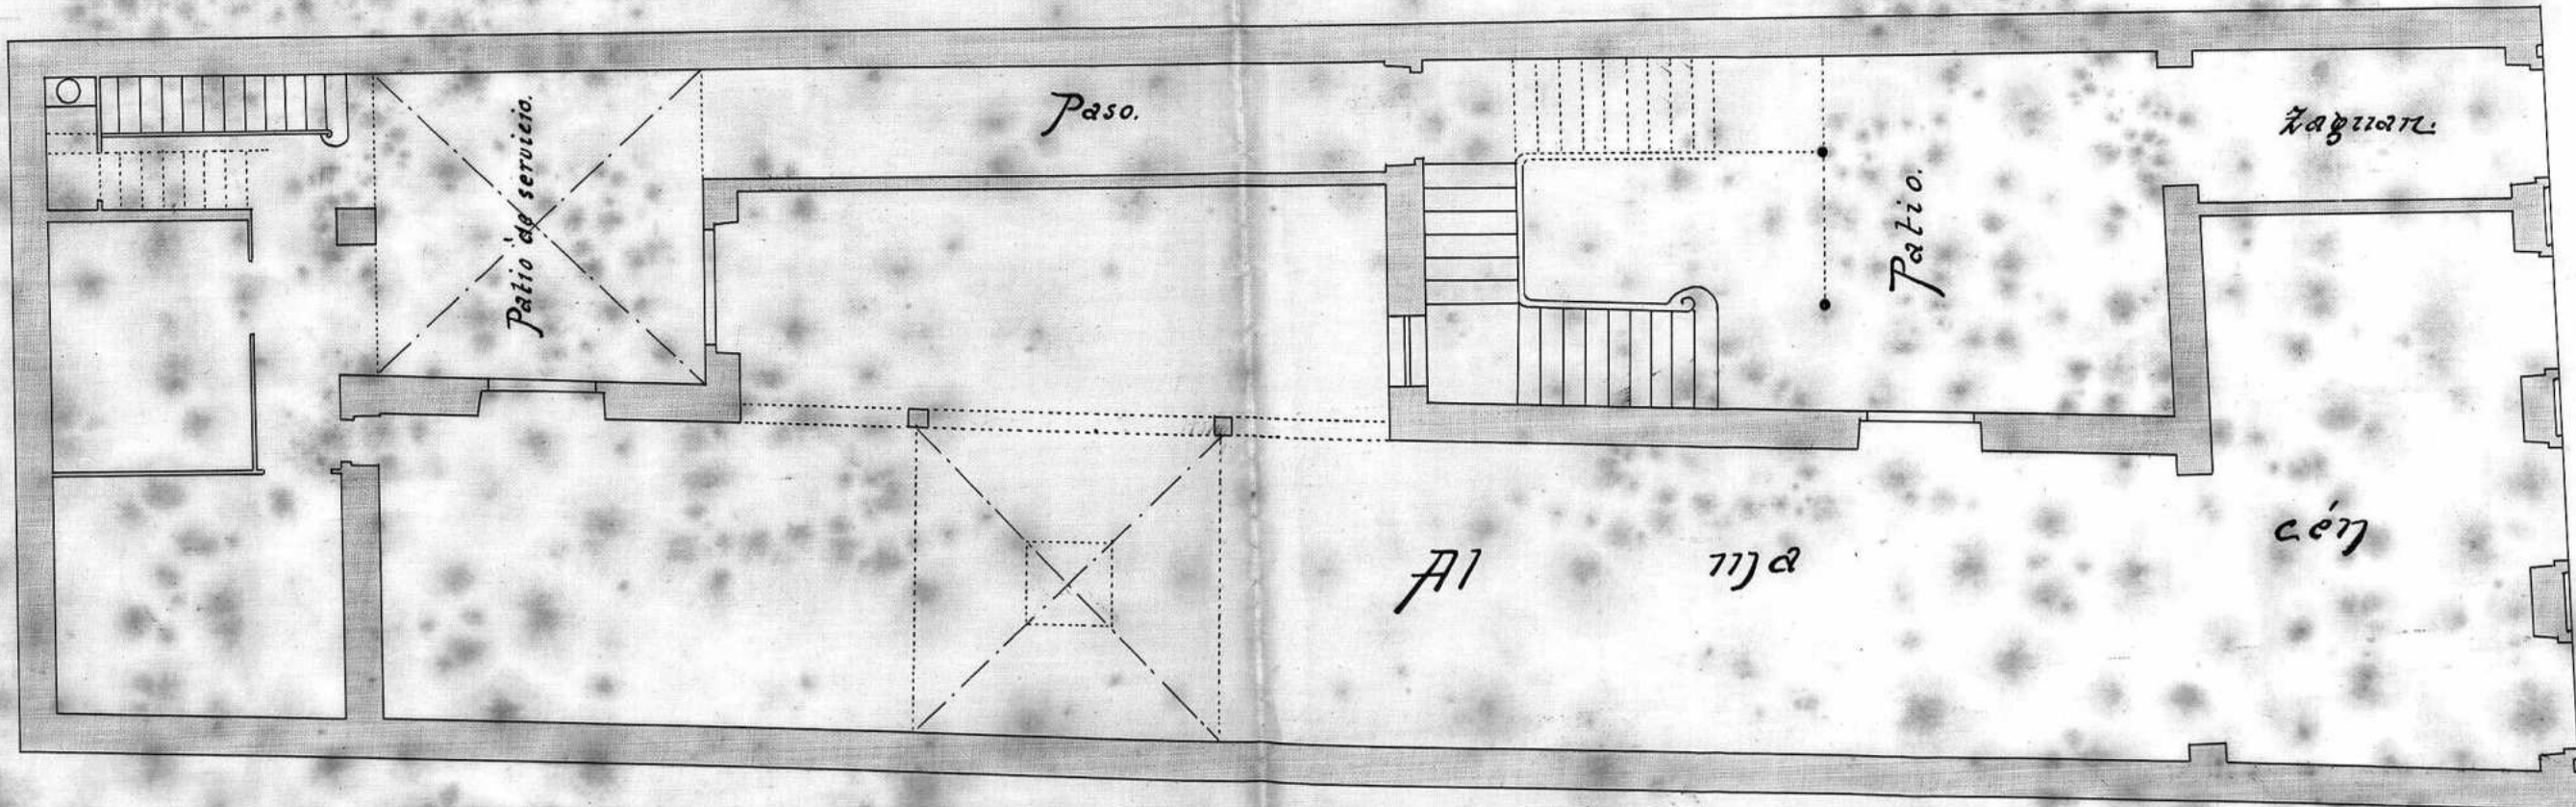 Patio de servicio.
Paso.
Patio.
Zaguan.
Al ma cén